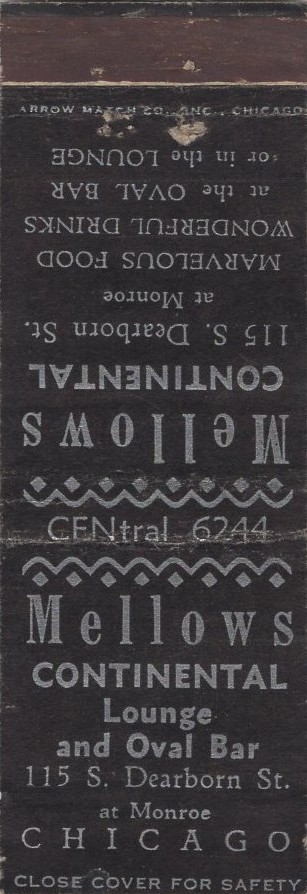 ARROW MATCH CO., INC., CHICAGO
Mellows
CONTINENTAL
115 S. Dearborn St.
at Monroe
MARVELOUS FOOD
WONDERFUL DRINKS
at the OVAL BAR
or in the LOUNGE
CENtral 6244
Mellows
CONTINENTAL
Lounge
and Oval Bar
115 S. Dearborn St.
at Monroe
CHICAGO
CLOSE COVER FOR SAFETY